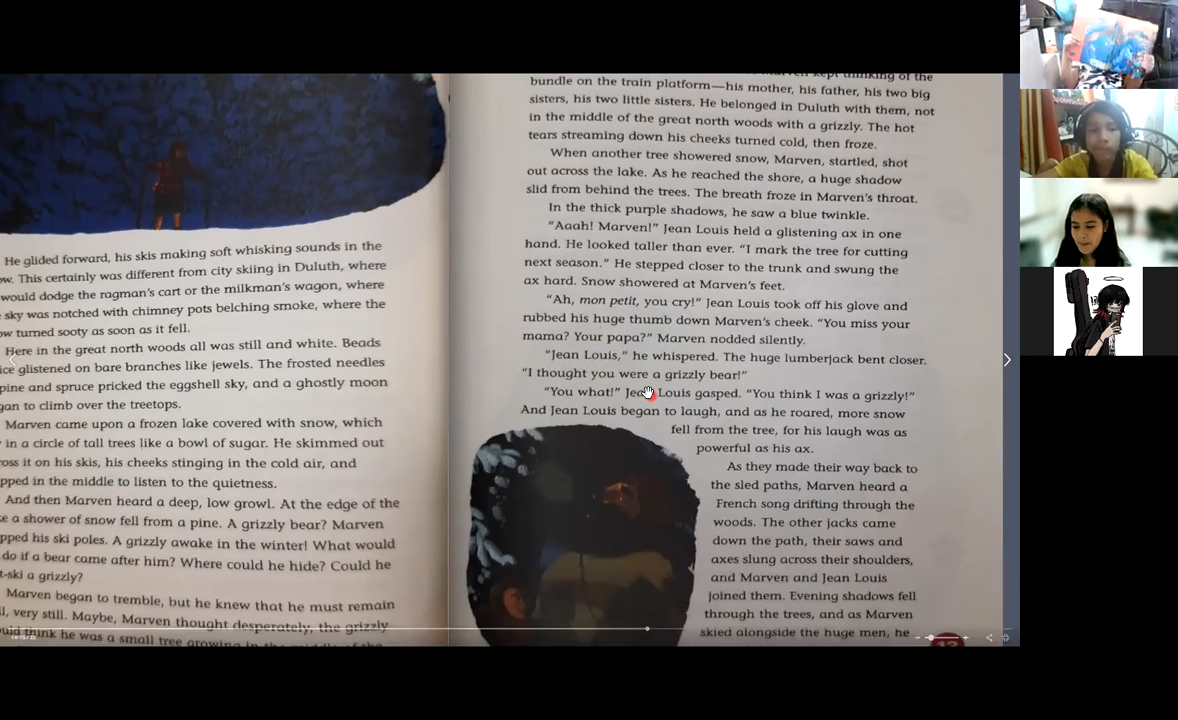 He glided forward, his skis making soft whisking sounds in the
ow. This certainly was different from city skiing in Duluth, where
would dodge the ragman's cart or the milkman's wagon, where
sky was notched with chimney pots belching smoke, where the
ow turned sooty as soon as it fell.
Here in the great north woods all was still and white. Beads
ice glistened on bare branches like jewels. The frosted needles
pine and spruce pricked the eggshell sky, and a ghostly moon
gan to climb over the treetops.
Marven came upon a frozen lake covered with snow, which
in a circle of tall trees like a bowl of sugar. He skimmed out
ross it on his skis, his cheeks stinging in the cold air, and
pped in the middle to listen to the quietness.
And then Marven heard a deep, low growl. At the edge of the
ke a shower of snow fell from a pine. A grizzly bear? Marven
pped his ski poles. A grizzly awake in the winter! What would
do if a bear came after him? Where could he hide? Could he
t-ski a grizzly?
Marven began to tremble, but he knew that he must remain
ll, very still. Maybe, Marven thought desperately, the grizzly
ould think he was a small tree growing in the middle of the
kept thinking of the
bundle on the train platform—his mother, his father, his two big
sisters, his two little sisters. He belonged in Duluth with them, not
in the middle of the great north woods with a grizzly. The hot
tears streaming down his cheeks turned cold, then froze.
When another tree showered snow, Marven, startled, shot
out across the lake. As he reached the shore, a huge shadow
slid from behind the trees. The breath froze in Marven's throat.
In the thick purple shadows, he saw a blue twinkle.
"Aaah! Marven!" Jean Louis held a glistening ax in one
hand. He looked taller than ever. "I mark the tree for cutting
next season." He stepped closer to the trunk and swung the
ax hard. Snow showered at Marven's feet.
"Ah, mon petit, you cry!" Jean Louis took off his glove and
rubbed his huge thumb down Marven's cheek. "You miss your
mama? Your papa?" Marven nodded silently.
"Jean Louis," he whispered. The huge lumberjack bent closer.
"I thought you were a grizzly bear!"
"You what!" Jean Louis gasped. "You think I was a grizzly!"
And Jean Louis began to laugh, and as he roared, more snow
fell from the tree, for his laugh was as
powerful as his ax.
As they made their way back to
the sled paths, Marven heard a
French song drifting through the
woods. The other jacks came
down the path, their saws and
axes slung across their shoulders,
and Marven and Jean Louis
joined them. Evening shadows fell
through the trees, and as Marven
skied alongside the huge men, he